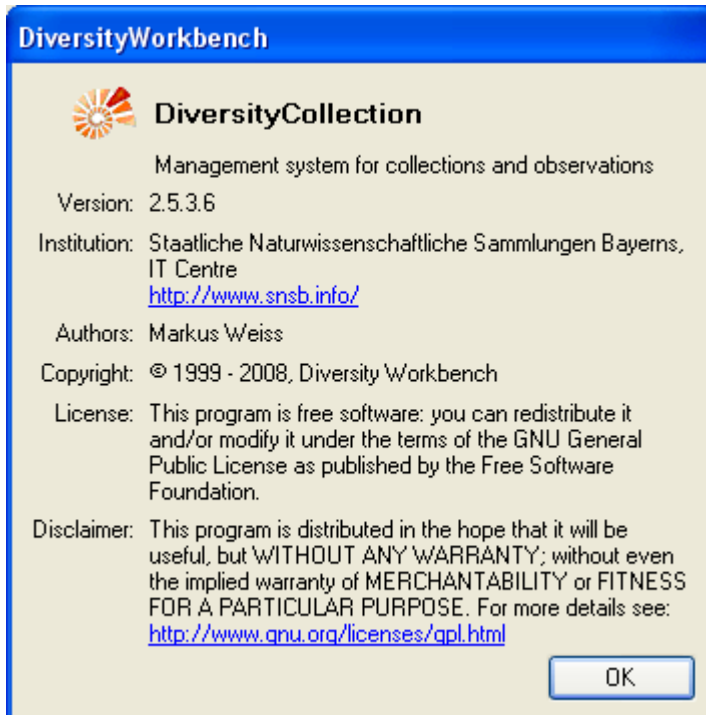 DiversityWorkbench
DiversityCollection
Management system for collections and observations
Version: 2.5.3.6
Institution: Staatliche Naturwissenschaftliche Sammlungen Bayerns,
IT Centre
http://www.snsb.info/
Authors: Markus Weiss
Copyright: © 1999 - 2008, Diversity Workbench
License: This program is free software: you can redistribute it
and/or modify it under the terms of the GNU General
Public License as published by the Free Software
Foundation.
Disclaimer: This program is distributed in the hope that it will be
useful, but WITHOUT ANY WARRANTY; without even
the implied warranty of MERCHANTABILITY or FITNESS
FOR A PARTICULAR PURPOSE. For more details see:
http://www.gnu.org/licenses/gpl.html
OK